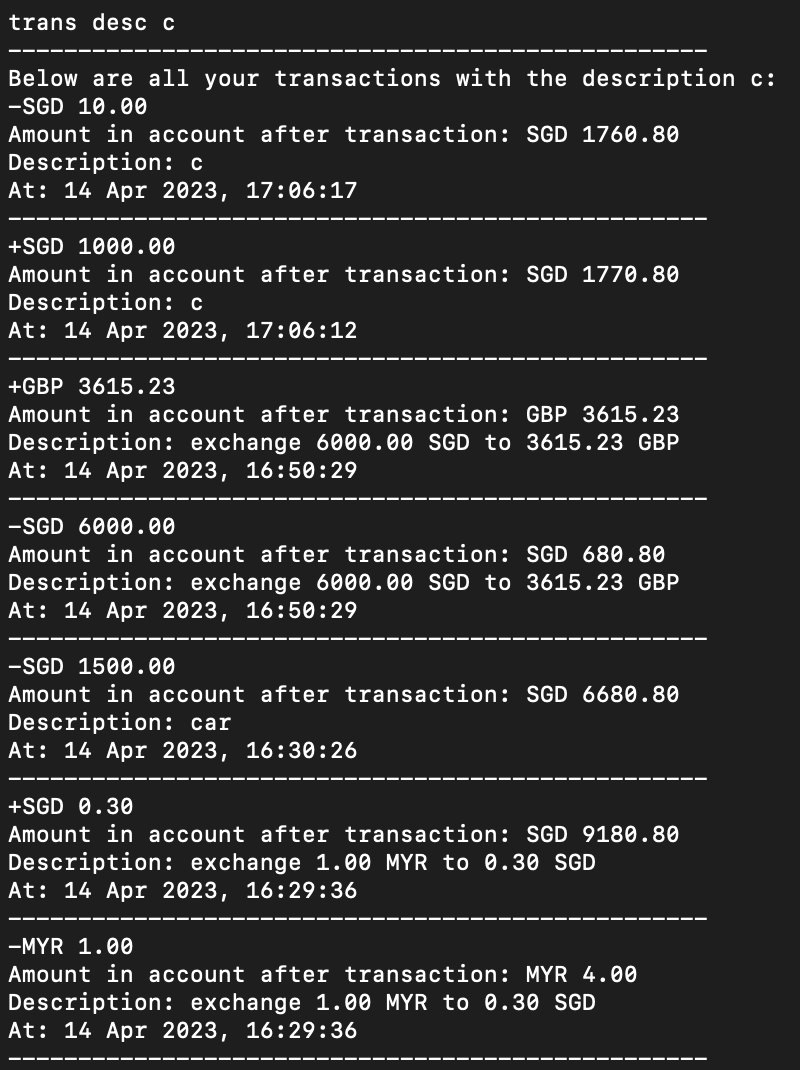 trans desc c
--------------------------------------------------
Below are all your transactions with the description c:
-SGD 10.00
Amount in account after transaction: SGD 1760.80
Description: c
At: 14 Apr 2023, 17:06:17
--------------------------------------------------
+SGD 1000.00
Amount in account after transaction: SGD 1770.80
Description: c
At: 14 Apr 2023, 17:06:12
--------------------------------------------------
+GBP 3615.23
Amount in account after transaction: GBP 3615.23
Description: exchange 6000.00 SGD to 3615.23 GBP
At: 14 Apr 2023, 16:50:29
--------------------------------------------------
-SGD 6000.00
Amount in account after transaction: SGD 680.80
Description: exchange 6000.00 SGD to 3615.23 GBP
At: 14 Apr 2023, 16:50:29
--------------------------------------------------
-SGD 1500.00
Amount in account after transaction: SGD 6680.80
Description: car
At: 14 Apr 2023, 16:30:26
--------------------------------------------------
+SGD 0.30
Amount in account after transaction: SGD 9180.80
Description: exchange 1.00 MYR to 0.30 SGD
At: 14 Apr 2023, 16:29:36
--------------------------------------------------
-MYR 1.00
Amount in account after transaction: MYR 4.00
Description: exchange 1.00 MYR to 0.30 SGD
At: 14 Apr 2023, 16:29:36
--------------------------------------------------